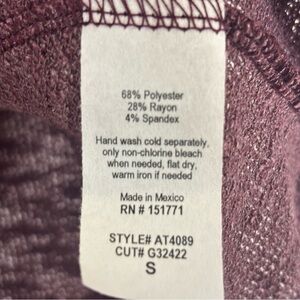 68% Polyester
28% Rayon
4% Spandex
Hand wash cold separately,
only non-chlorine bleach
when needed, flat dry,
warm iron if needed
Made in Mexico
RN # 151771
STYLE# AT4089
CUT# G32422
S